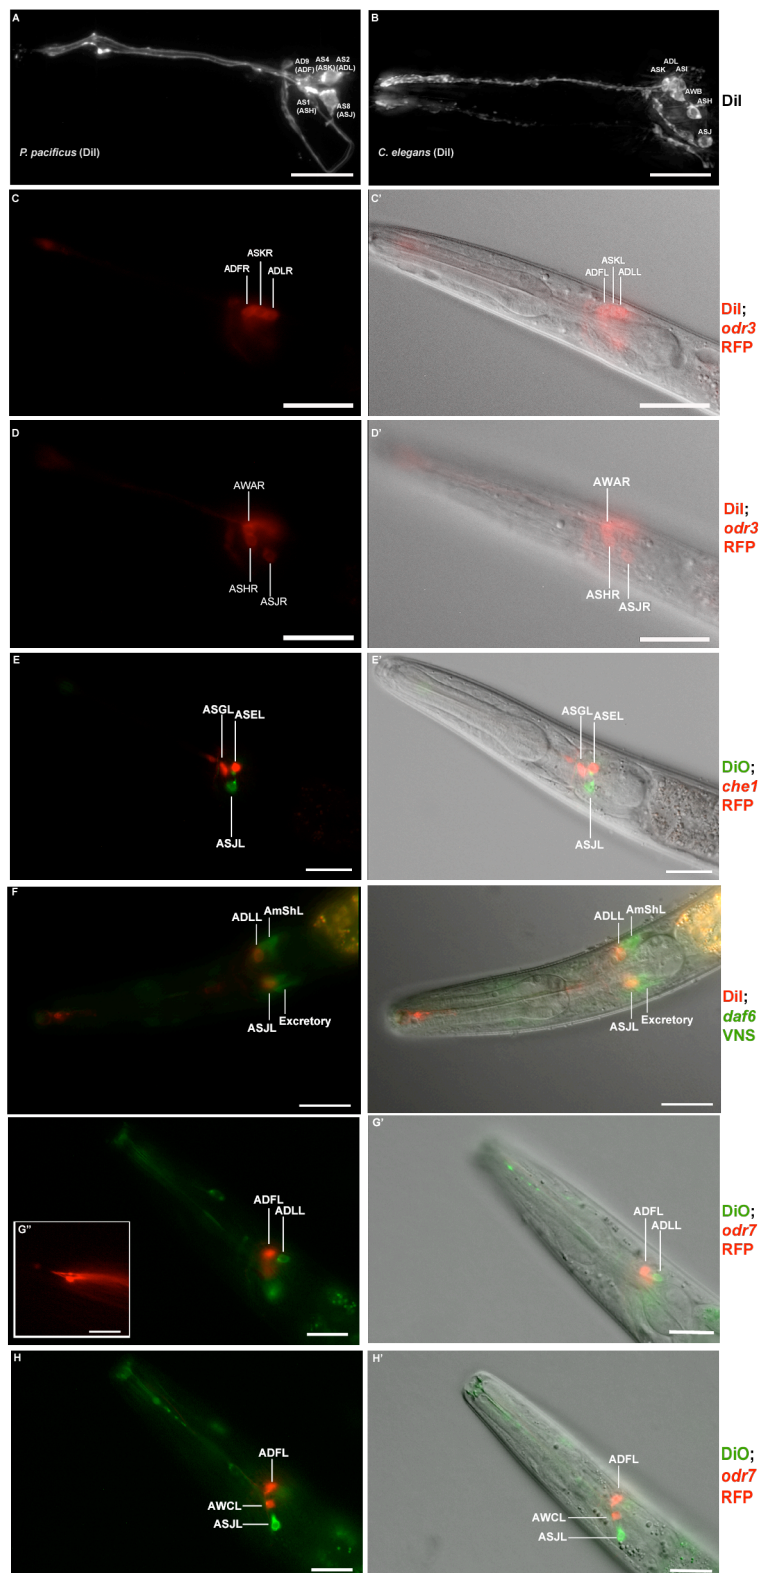 A
AS4
AS2
AD9
(ASK)
(ADL)
(ADF)
AS1
(ASH)
AS8
(ASJ)
P. pacificus (DiI)
B
ADL
ASI
ASK
AWB
ASH
ASJ
C. elegans (DiI)
DiI
C
ASKR
ADFR
ADLR
C'
ASKL
ADFL
ADLL
DiI;
odr3
RFP
D
AWAR
ASHR
ASJR
D'
AWAR
ASHR
ASJR
DiI;
odr3
RFP
E
ASGL
ASEL
ASJL
E'
ASGL
ASEL
ASJL
DiO;
che1
RFP
F
AmShL
ADLL
Excretory
ASJL
AmShL
ADLL
Excretory
ASJL
DiI;
daf6
VNS
ADFL
ADLL
G''
G'
ADFL
ADLL
DiO;
odr7
RFP
H
ADFL
AWCL
ASJL
H'
ADFL
AWCL
ASJL
DiO;
odr7
RFP